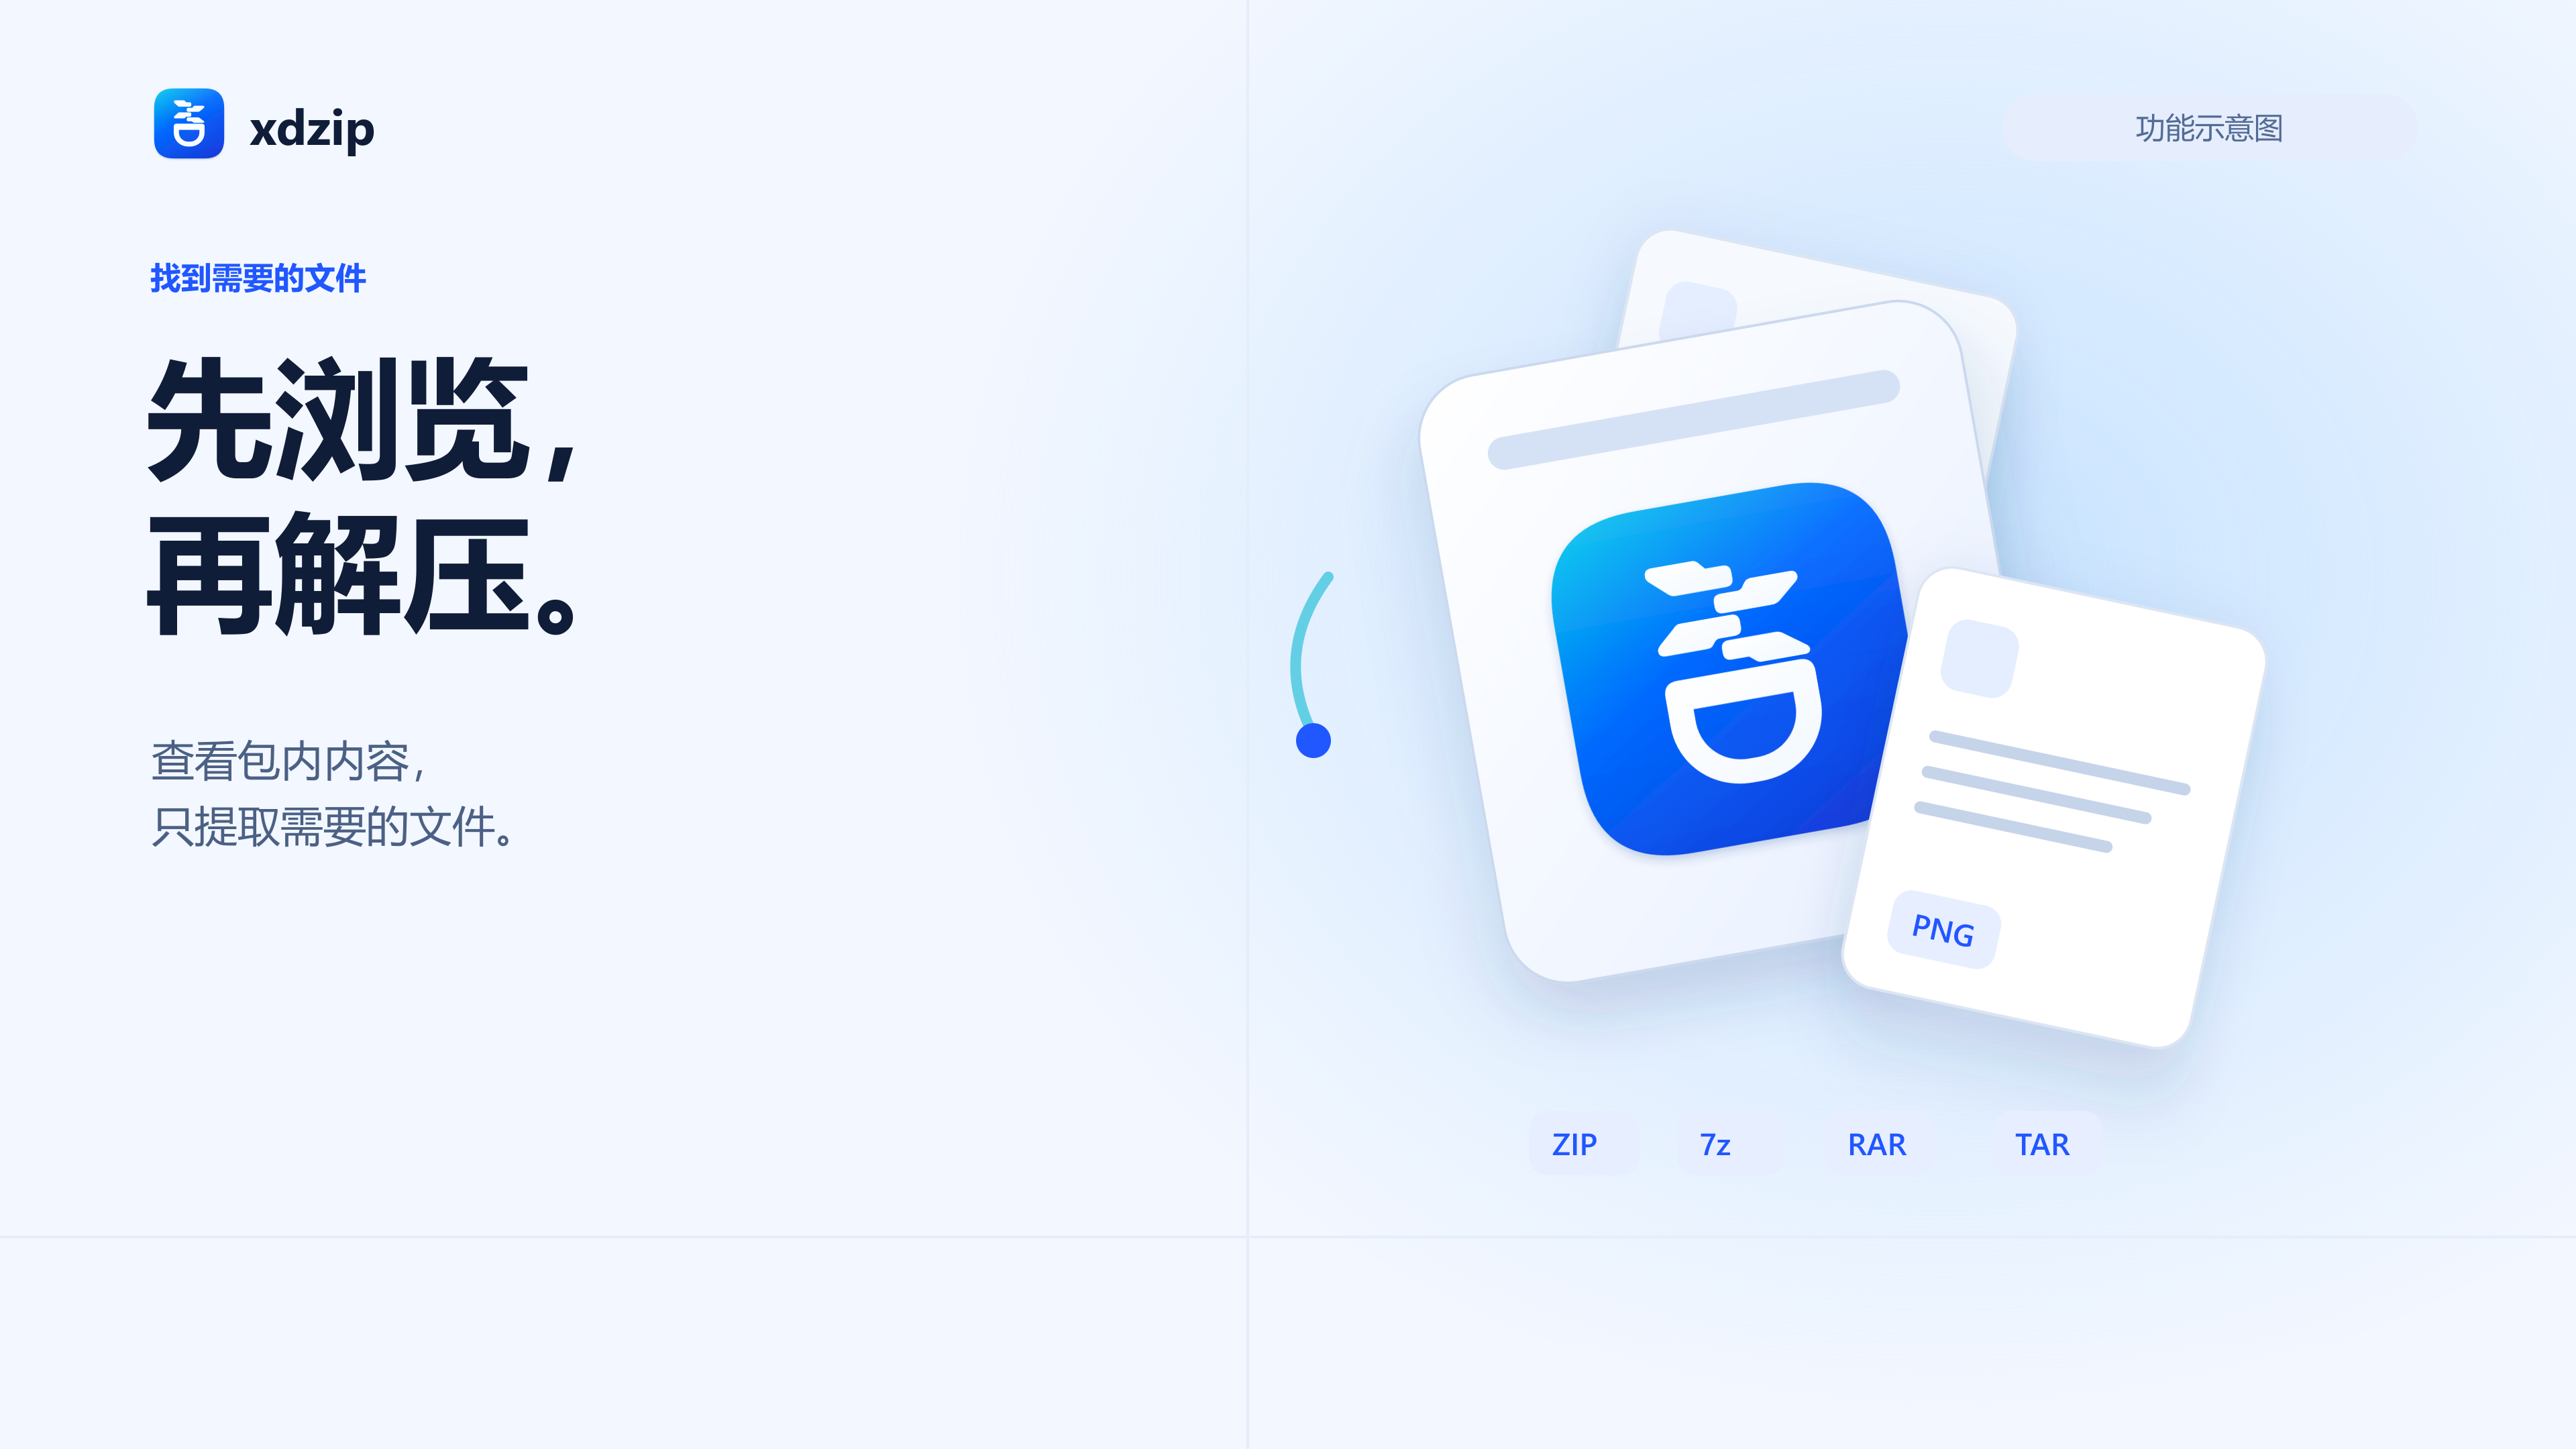 xdzip
功能示意图
找到需要的文件
先浏览，
再解压。
查看包内内容，
只提取需要的文件。
PNG
ZIP 7z RAR TAR